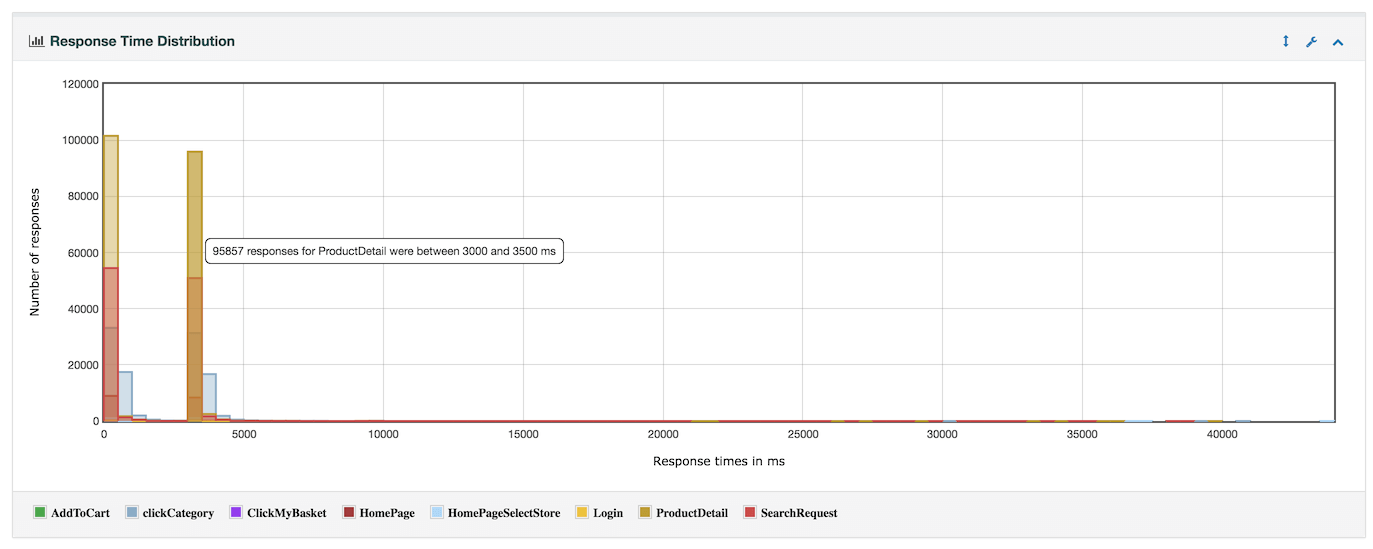 Response Time Distribution
120000
100000
80000
60000
40000
20000
0
Number of responses
95857 responses for ProductDetail were between 3000 and 3500 ms
0 5000 10000 15000 20000 25000 30000 35000 40000
Response times in ms
AddToCart clickCategory ClickMyBasket HomePage HomePageSelectStore Login ProductDetail SearchRequest